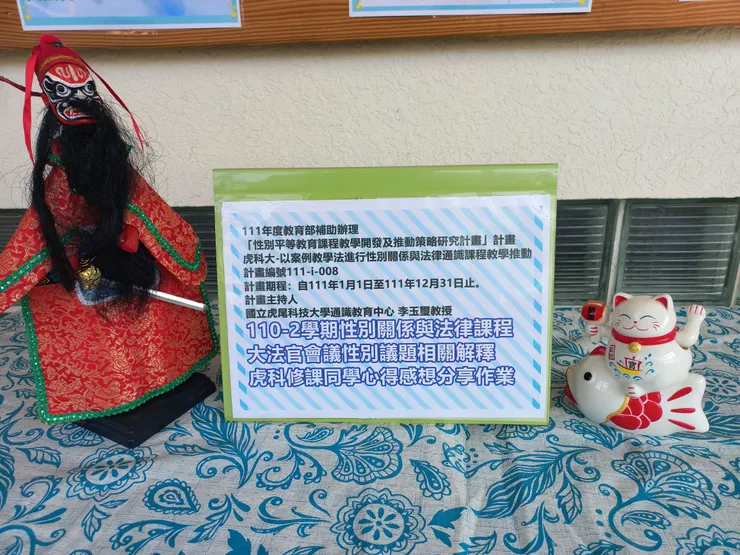 111年度教育部補助辦理
「性別平等教育課程教學開發及推動策略研究計畫」計畫
虎科大-以案例教學法進行性別關係與法律通識課程教學推動
計畫編號111-i-008
計畫期程：自111年1月1日至111年12月31日止。
計畫主持人
國立虎尾科技大學通識教育中心 李玉璽教授
110-2學期性別關係與法律課程
大法官會議性別議題相關解釋
虎科修課同學心得感想分享作業